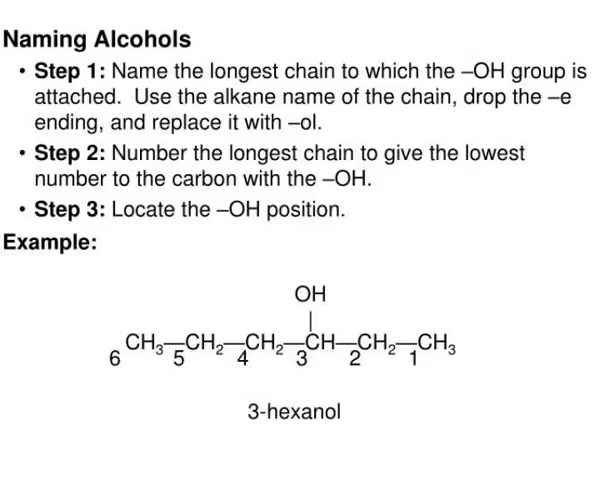 Naming Alcohols
• Step 1: Name the longest chain to which the –OH group is
attached.  Use the alkane name of the chain, drop the –e
ending, and replace it with –ol.
• Step 2: Number the longest chain to give the lowest
number to the carbon with the –OH.
• Step 3: Locate the –OH position.
Example:
OH
CH₃—CH₂—CH₂—CH—CH₂—CH₃
6 5 4 3 2 1
3-hexanol